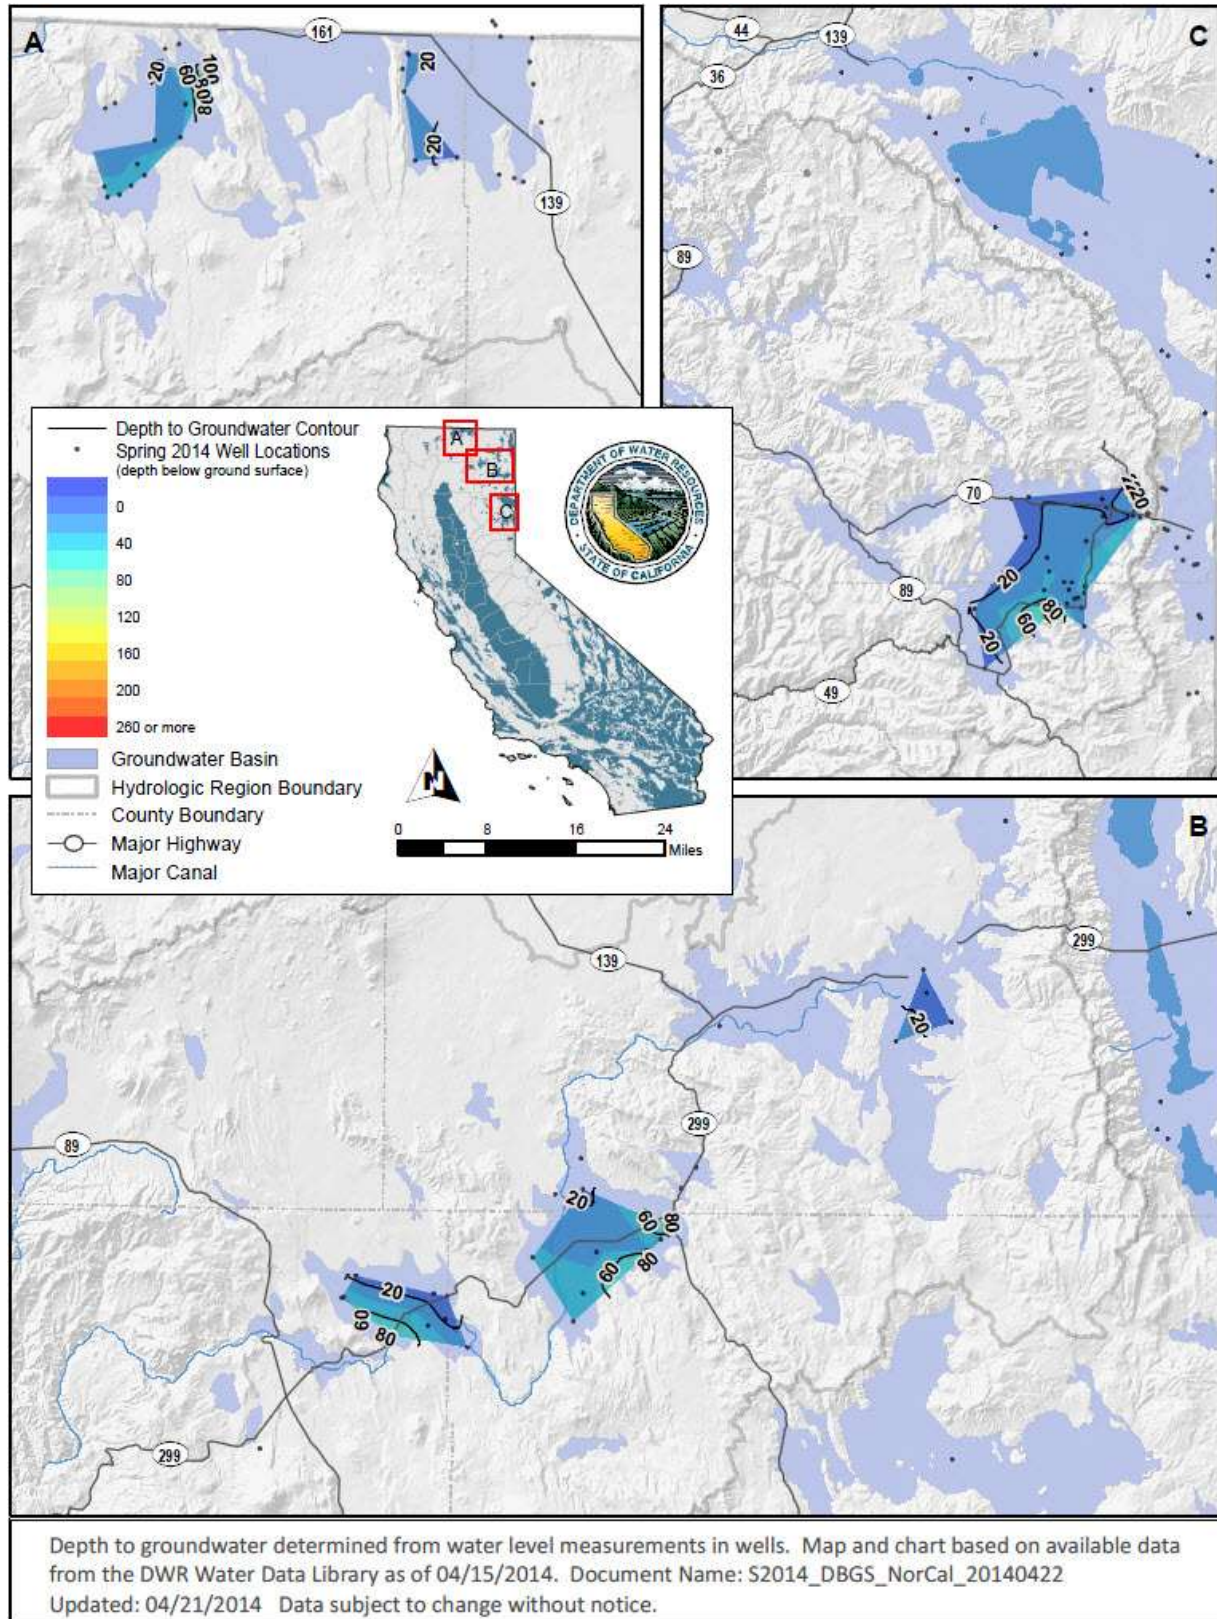 A
161
20
60
100
80
20
20
139
C
44
139
36
89
70
20
20
89
60
80
20
49
Depth to Groundwater Contour
Spring 2014 Well Locations
(depth below ground surface)
0
40
80
120
160
200
260 or more
Groundwater Basin
Hydrologic Region Boundary
County Boundary
Major Highway
Major Canal
A
B
C
DEPARTMENT OF WATER RESOURCES
STATE OF CALIFORNIA
N
0 8 16 24
Miles
B
299
139
20
299
89
20
60
80
60
80
20
60
80
299
Depth to groundwater determined from water level measurements in wells. Map and chart based on available data
from the DWR Water Data Library as of 04/15/2014. Document Name: S2014_DBGS_NorCal_20140422
Updated: 04/21/2014 Data subject to change without notice.